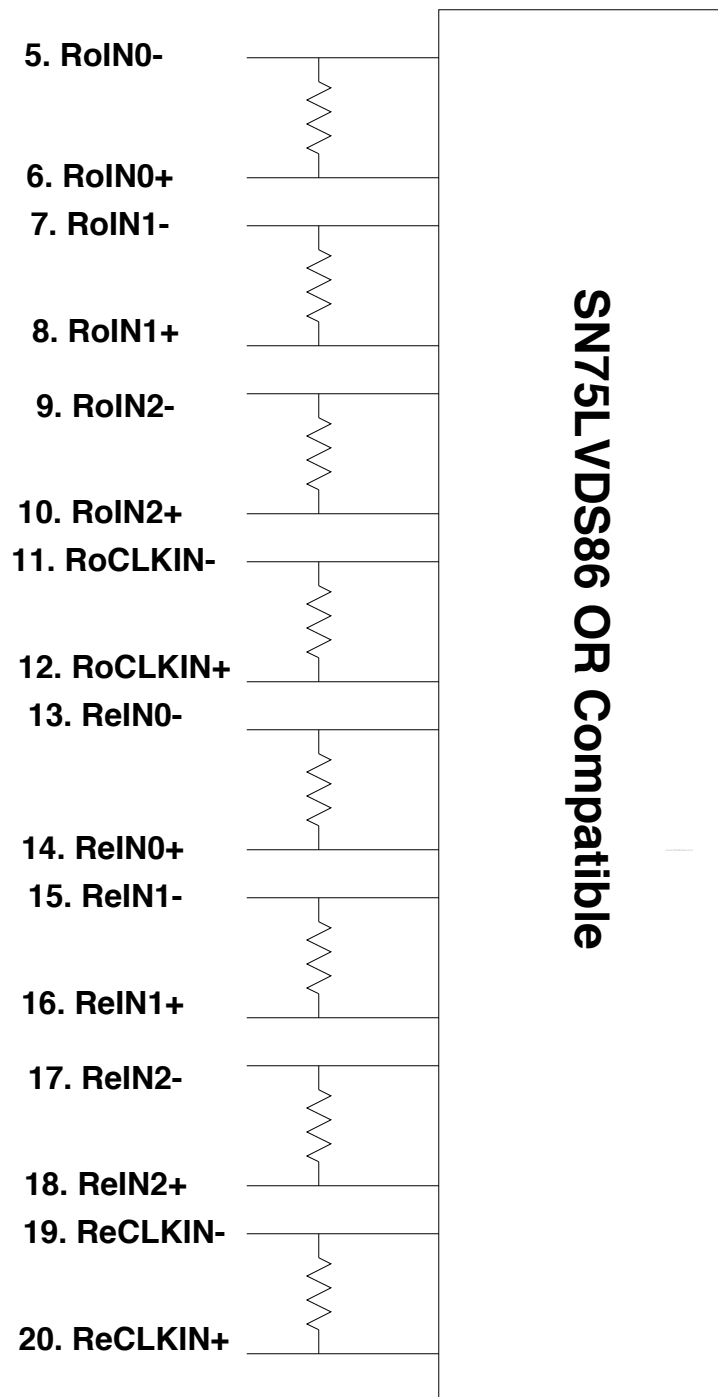 5. RoIN0-
6. RoIN0+
7. RoIN1-
8. RoIN1+
9. RoIN2-
10. RoIN2+
11. RoCLKIN-
12. RoCLKIN+
13. ReIN0-
14. ReIN0+
15. ReIN1-
16. ReIN1+
17. ReIN2-
18. ReIN2+
19. ReCLKIN-
20. ReCLKIN+
SN75LVDS86 OR Compatible